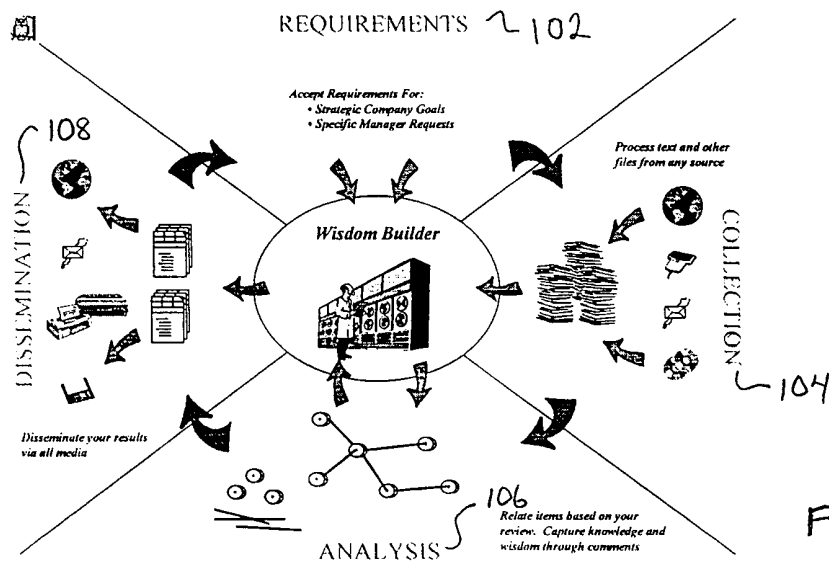 REQUIREMENTS 102
Accept Requirements For:
• Strategic Company Goals
• Specific Manager Requests
108
Process text and other
files from any source
DISSEMINATION
Wisdom Builder
COLLECTION
104
Disseminate your results
via all media
106
Relate items based on your
review. Capture knowledge and
wisdom through comments
ANALYSIS
F